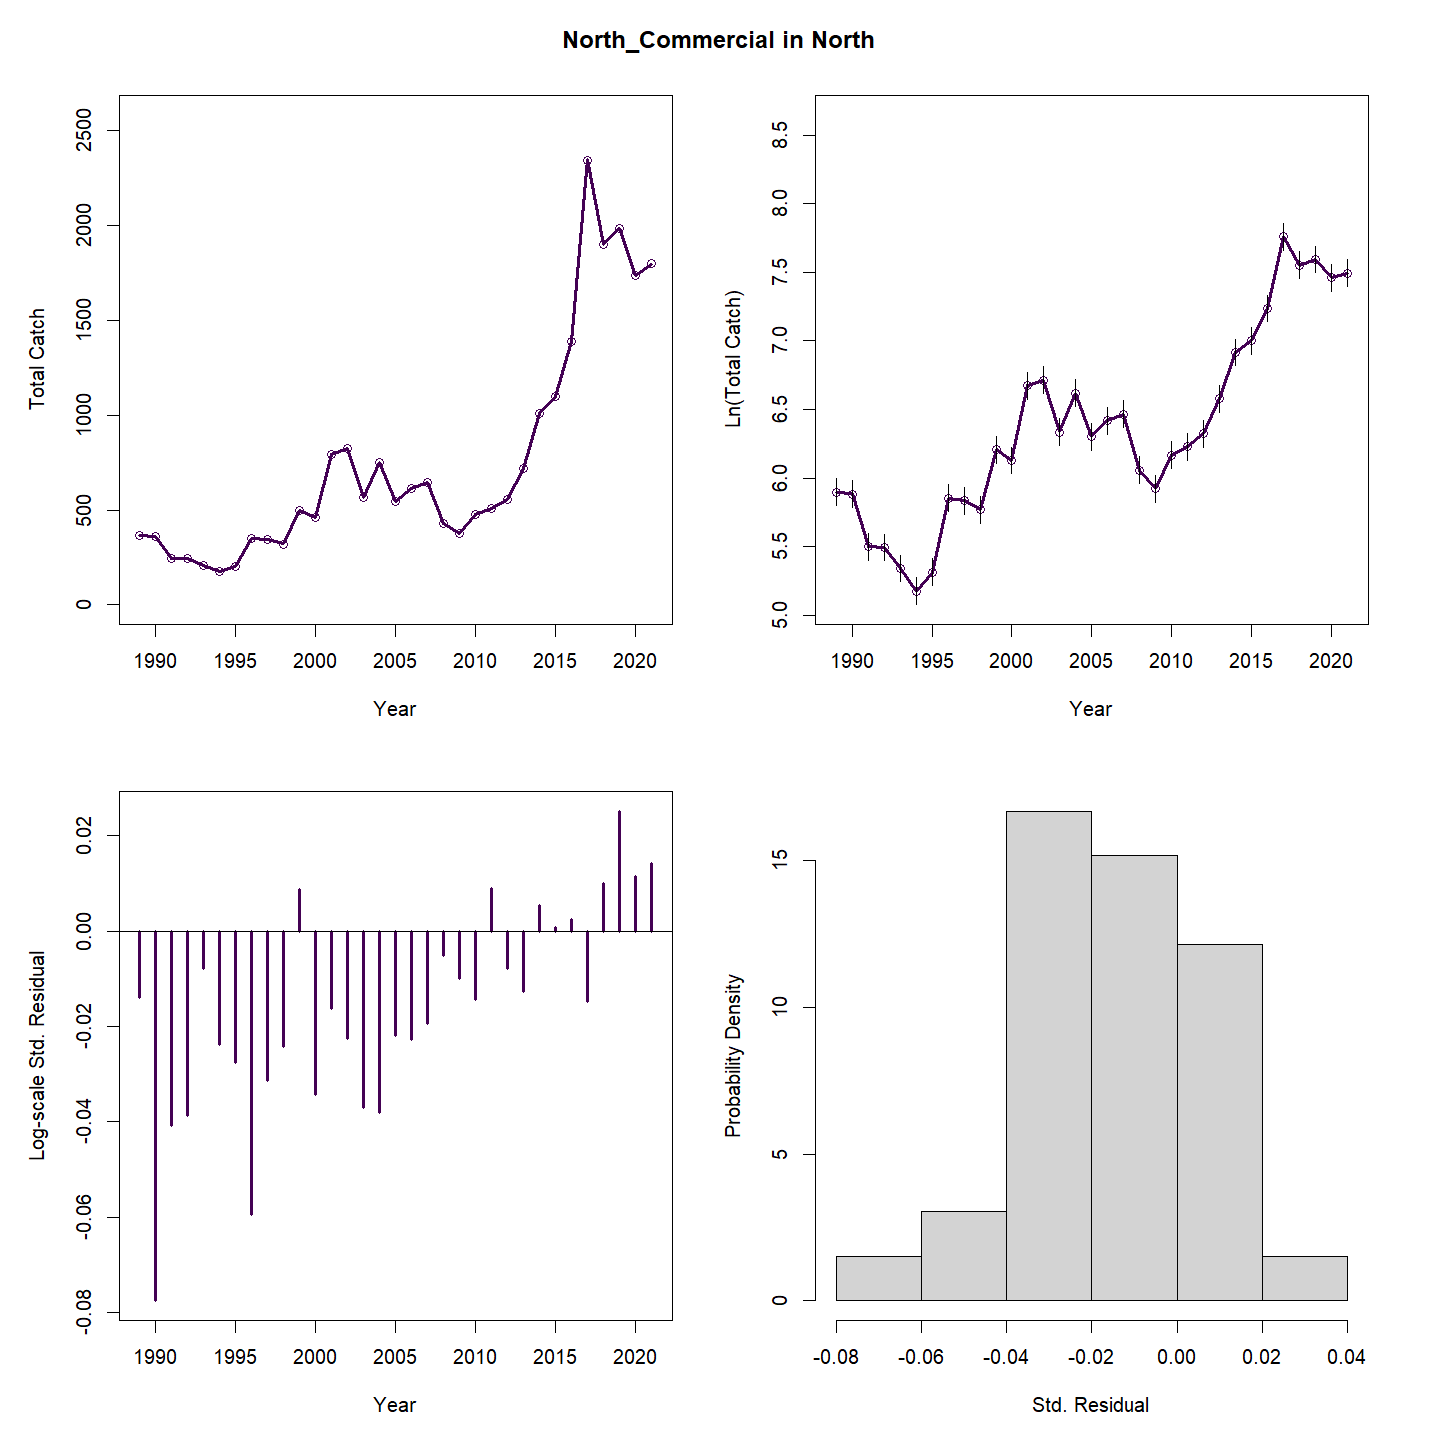 North_Commercial in North
Total Catch
0 500 1000 1500 2000 2500
1990 1995 2000 2005 2010 2015 2020
Year
Ln(Total Catch)
5.0 5.5 6.0 6.5 7.0 7.5 8.0 8.5
1990 1995 2000 2005 2010 2015 2020
Year
Log-scale Std. Residual
-0.08 -0.06 -0.04 -0.02 0.00 0.02
1990 1995 2000 2005 2010 2015 2020
Year
Probability Density
0 5 10 15
-0.08 -0.06 -0.04 -0.02 0.00 0.02 0.04
Std. Residual